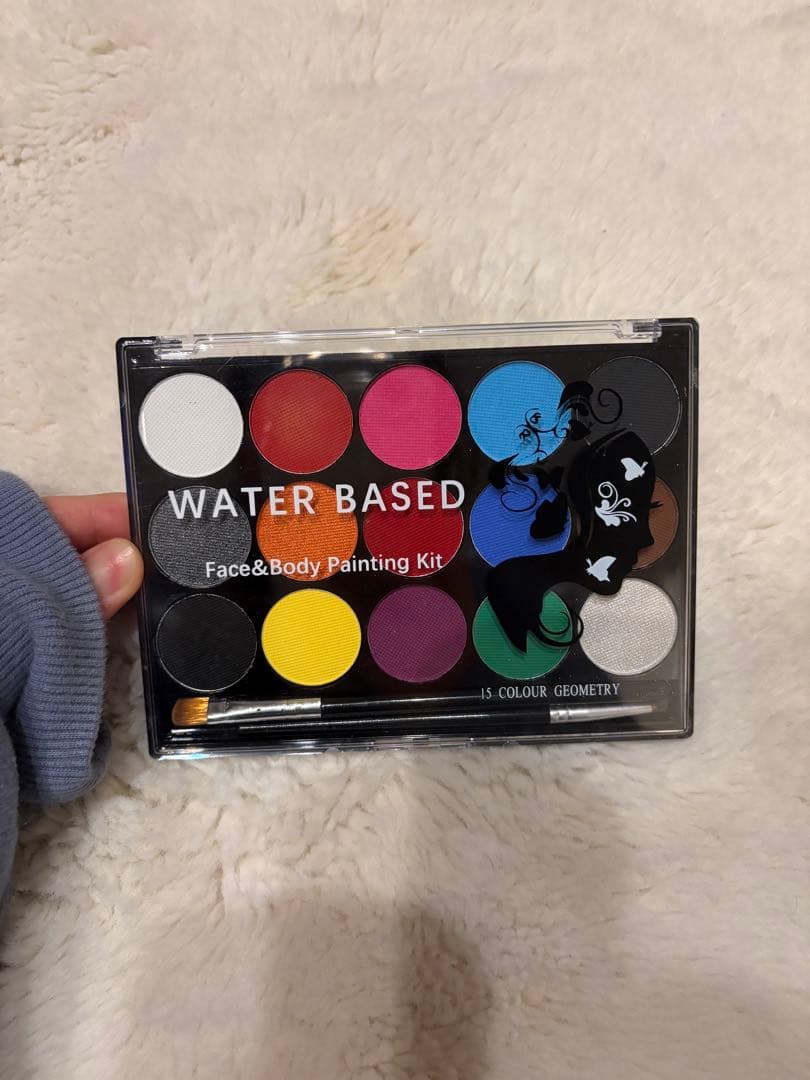 WATER BASED
Face&Body Painting Kit
15 COLOUR GEOMETRY